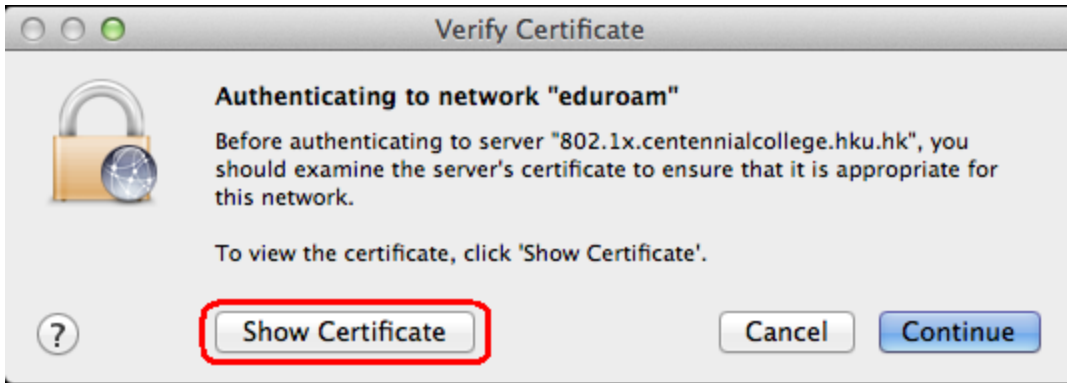 Verify Certificate
Authenticating to network "eduroam"
Before authenticating to server "802.1x.centennialcollege.hku.hk", you
should examine the server's certificate to ensure that it is appropriate for
this network.
To view the certificate, click 'Show Certificate'.
?
Show Certificate
Cancel
Continue